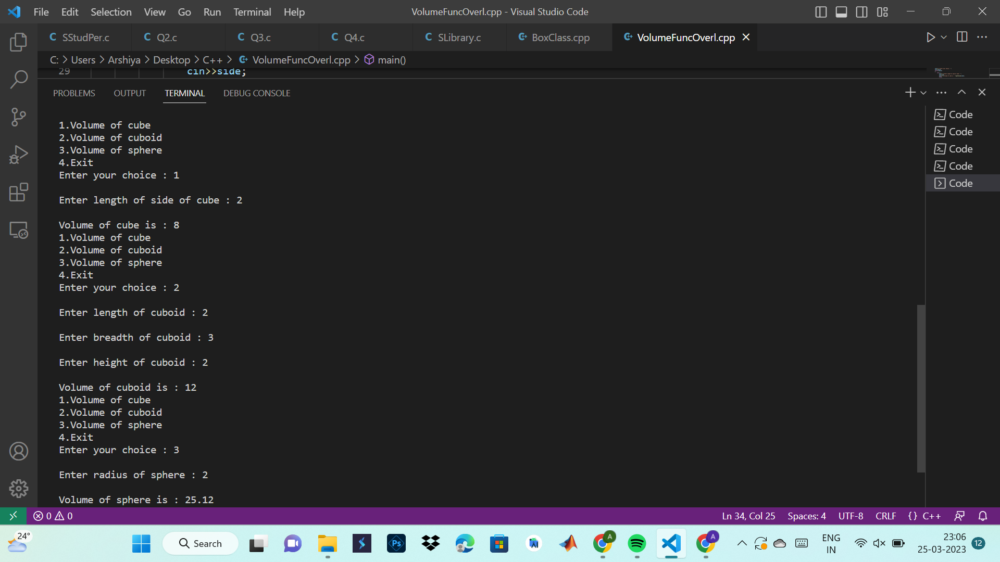 File Edit Selection View Go Run Terminal Help VolumeFuncOverl.cpp - Visual Studio Code
C SStudPer.c C Q2.c C Q3.c C Q4.c C SLibrary.c C++ BoxClass.cpp C++ VolumeFuncOverl.cpp
C: > Users > Arshiya > Desktop > C++ > C++ VolumeFuncOverl.cpp > main()
29 cin>>side;
PROBLEMS OUTPUT TERMINAL DEBUG CONSOLE
1.Volume of cube
2.Volume of cuboid
3.Volume of sphere
4.Exit
Enter your choice : 1
Enter length of side of cube : 2
Volume of cube is : 8
1.Volume of cube
2.Volume of cuboid
3.Volume of sphere
4.Exit
Enter your choice : 2
Enter length of cuboid : 2
Enter breadth of cuboid : 3
Enter height of cuboid : 2
Volume of cuboid is : 12
1.Volume of cube
2.Volume of cuboid
3.Volume of sphere
4.Exit
Enter your choice : 3
Enter radius of sphere : 2
Volume of sphere is : 25.12
Code
Code
Code
Code
Code
0 0 Ln 34, Col 25 Spaces: 4 UTF-8 CRLF {} C++
24° Search Ps A A ENG 23:06 12
IN 25-03-2023